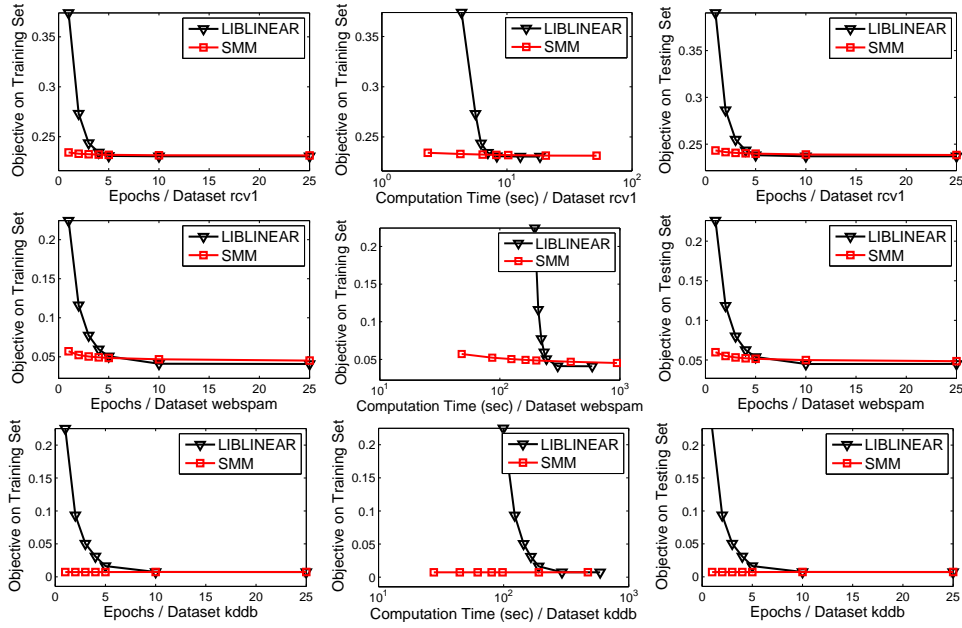 Objective on Training Set
0.35
0.3
0.25
LIBLINEAR
SMM
0 5 10 15 20 25
Epochs / Dataset rcv1
Objective on Training Set
0.35
0.3
0.25
LIBLINEAR
SMM
10^0 10^1 10^2
Computation Time (sec) / Dataset rcv1
Objective on Testing Set
0.35
0.3
0.25
LIBLINEAR
SMM
0 5 10 15 20 25
Epochs / Dataset rcv1
Objective on Training Set
0.2
0.15
0.1
0.05
LIBLINEAR
SMM
0 5 10 15 20 25
Epochs / Dataset webspam
Objective on Training Set
0.2
0.15
0.1
0.05
LIBLINEAR
SMM
10^1 10^2 10^3
Computation Time (sec) / Dataset webspam
Objective on Testing Set
0.2
0.15
0.1
0.05
LIBLINEAR
SMM
0 5 10 15 20 25
Epochs / Dataset webspam
Objective on Training Set
0.2
0.15
0.1
0.05
0
LIBLINEAR
SMM
0 5 10 15 20 25
Epochs / Dataset kddb
Objective on Training Set
0.2
0.15
0.1
0.05
0
LIBLINEAR
SMM
10^1 10^2 10^3
Computation Time (sec) / Dataset kddb
Objective on Testing Set
0.2
0.15
0.1
0.05
0
LIBLINEAR
SMM
0 5 10 15 20 25
Epochs / Dataset kddb